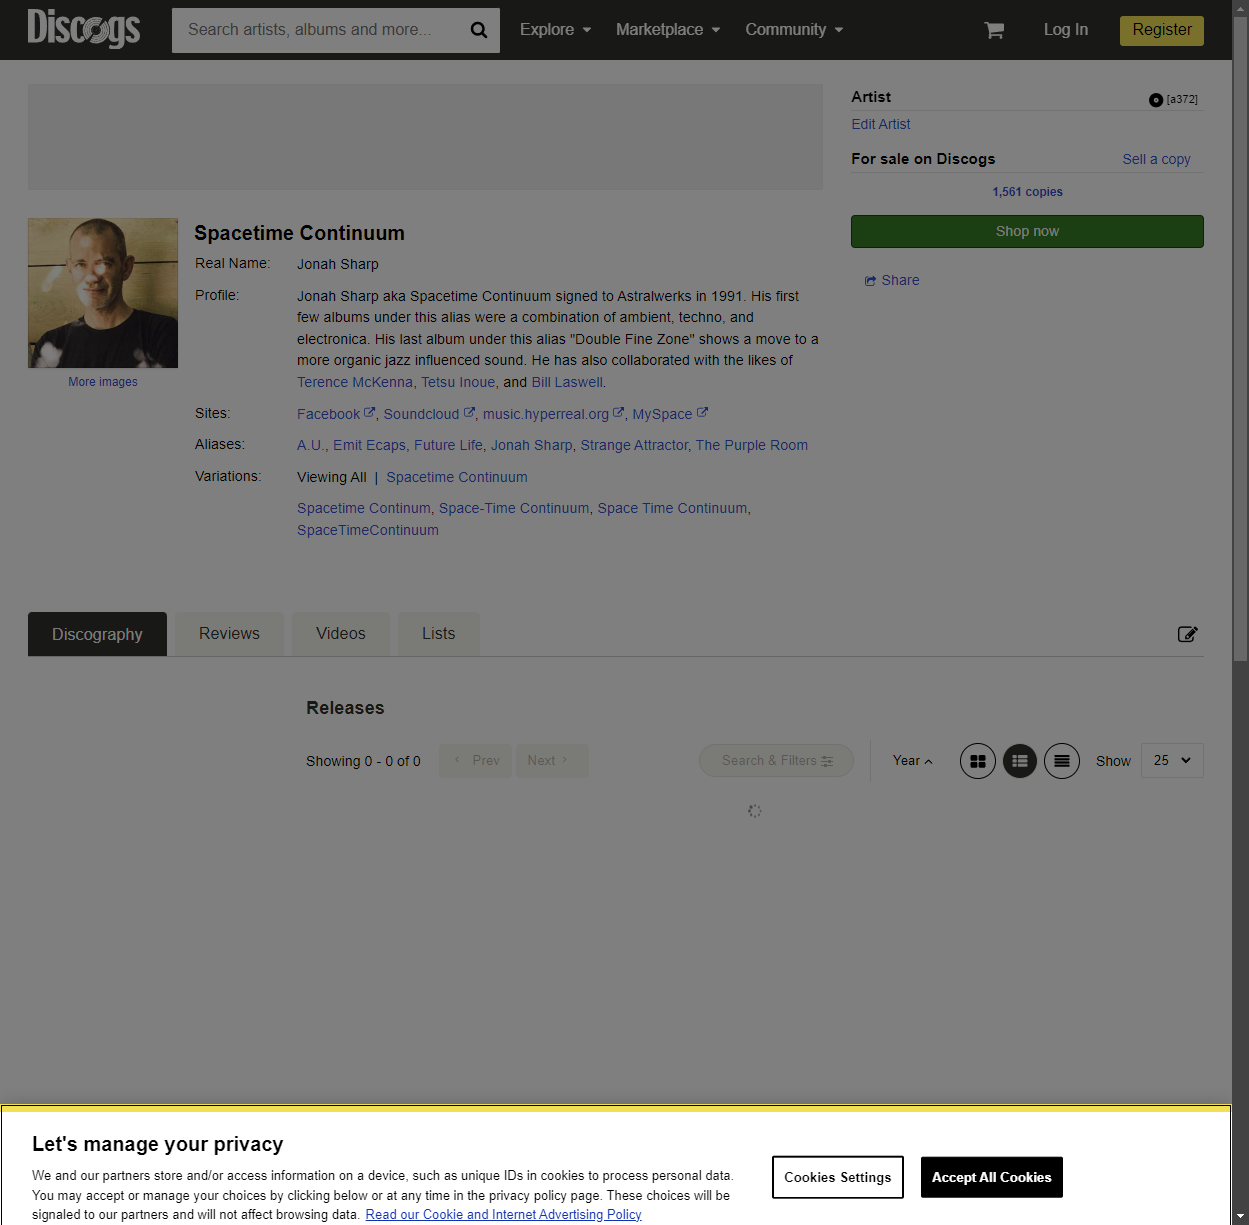 Discogs
Search artists, albums and more...
Explore
Marketplace
Community
Log In
Register
Artist
[a372]
Edit Artist
For sale on Discogs
Sell a copy
1,561 copies
Shop now
Share
More images
Spacetime Continuum
Real Name: Jonah Sharp
Profile: Jonah Sharp aka Spacetime Continuum signed to Astralwerks in 1991. His first
few albums under this alias were a combination of ambient, techno, and
electronica. His last album under this alias "Double Fine Zone" shows a move to a
more organic jazz influenced sound. He has also collaborated with the likes of
Terence McKenna, Tetsu Inoue, and Bill Laswell.
Sites: Facebook, Soundcloud, music.hyperreal.org, MySpace
Aliases: A.U., Emit Ecaps, Future Life, Jonah Sharp, Strange Attractor, The Purple Room
Variations: Viewing All | Spacetime Continuum
Spacetime Continum, Space-Time Continuum, Space Time Continuum,
SpaceTimeContinuum
Discography
Reviews
Videos
Lists
Releases
Showing 0 - 0 of 0
Prev
Next
Search & Filters
Year
Show
25
Let's manage your privacy
We and our partners store and/or access information on a device, such as unique IDs in cookies to process personal data.
You may accept or manage your choices by clicking below or at any time in the privacy policy page. These choices will be
signaled to our partners and will not affect browsing data. Read our Cookie and Internet Advertising Policy
Cookies Settings
Accept All Cookies